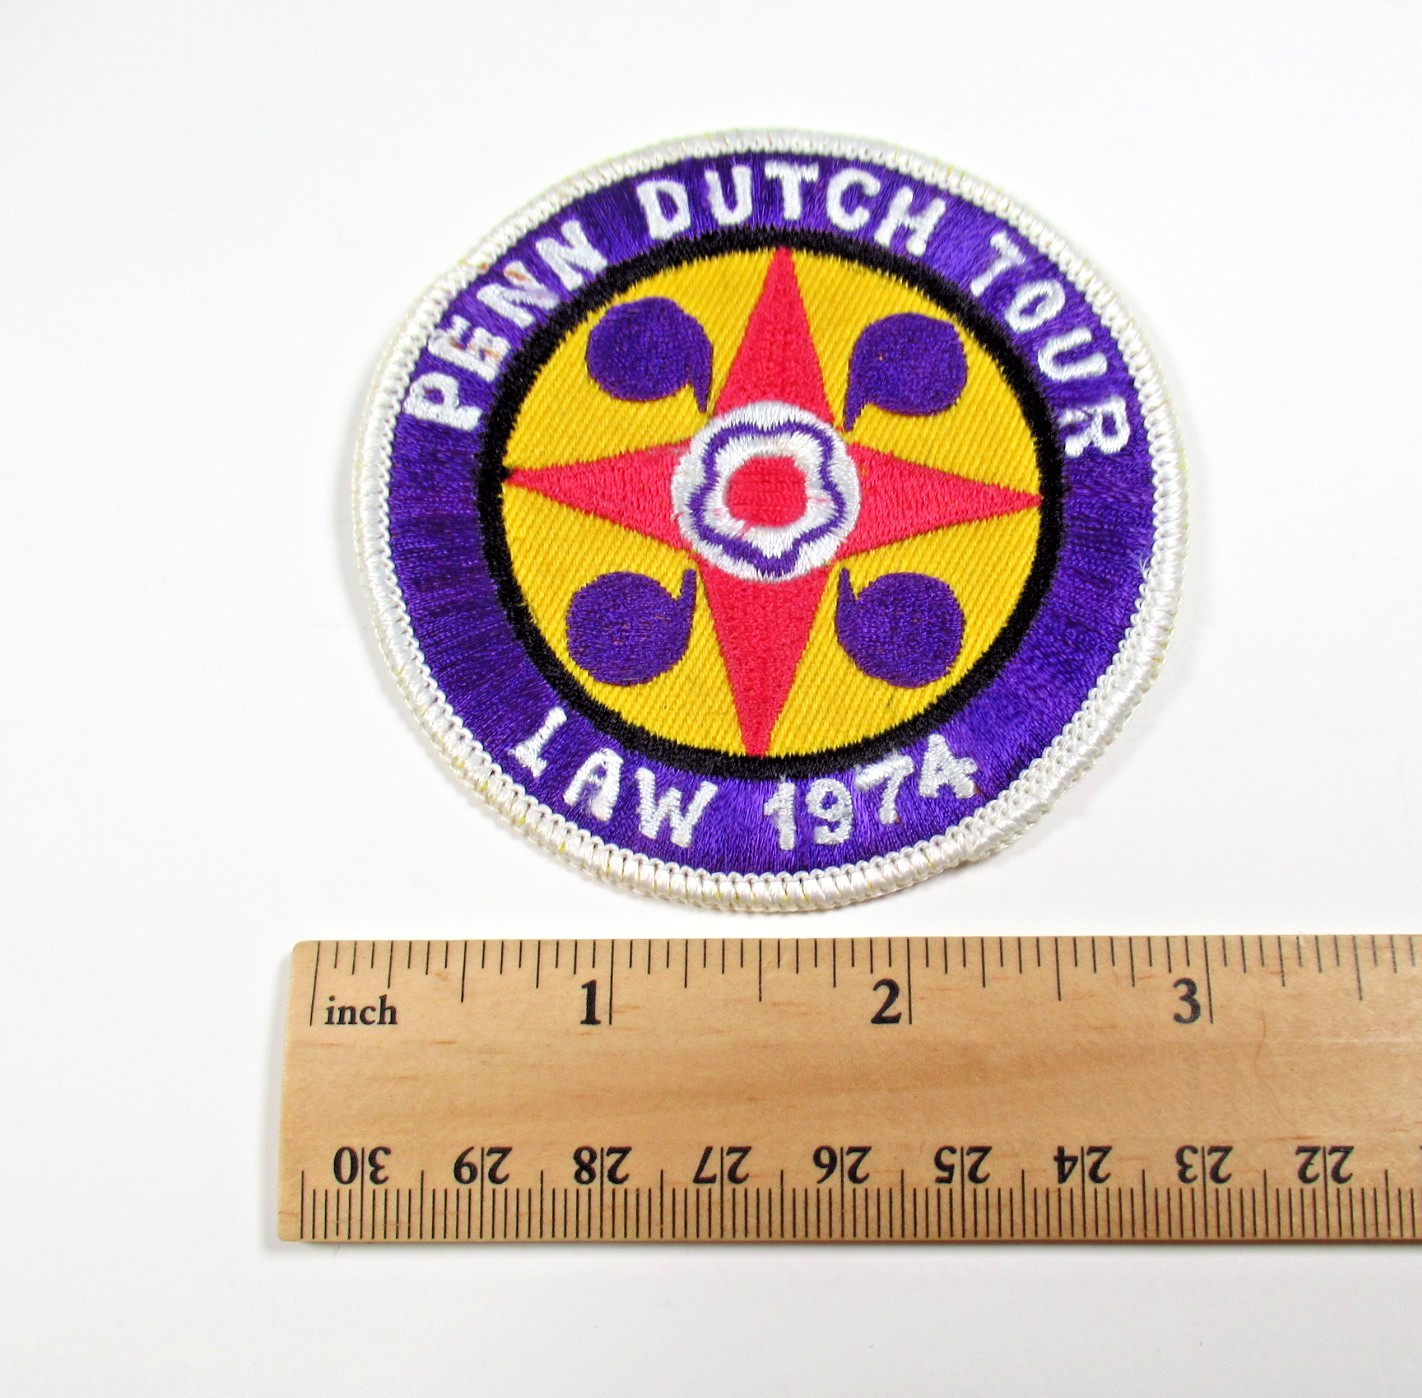 PENN DUTCH TOUR
LAW 1974
inch 1 2 3
30 29 28 27 26 25 24 23 22